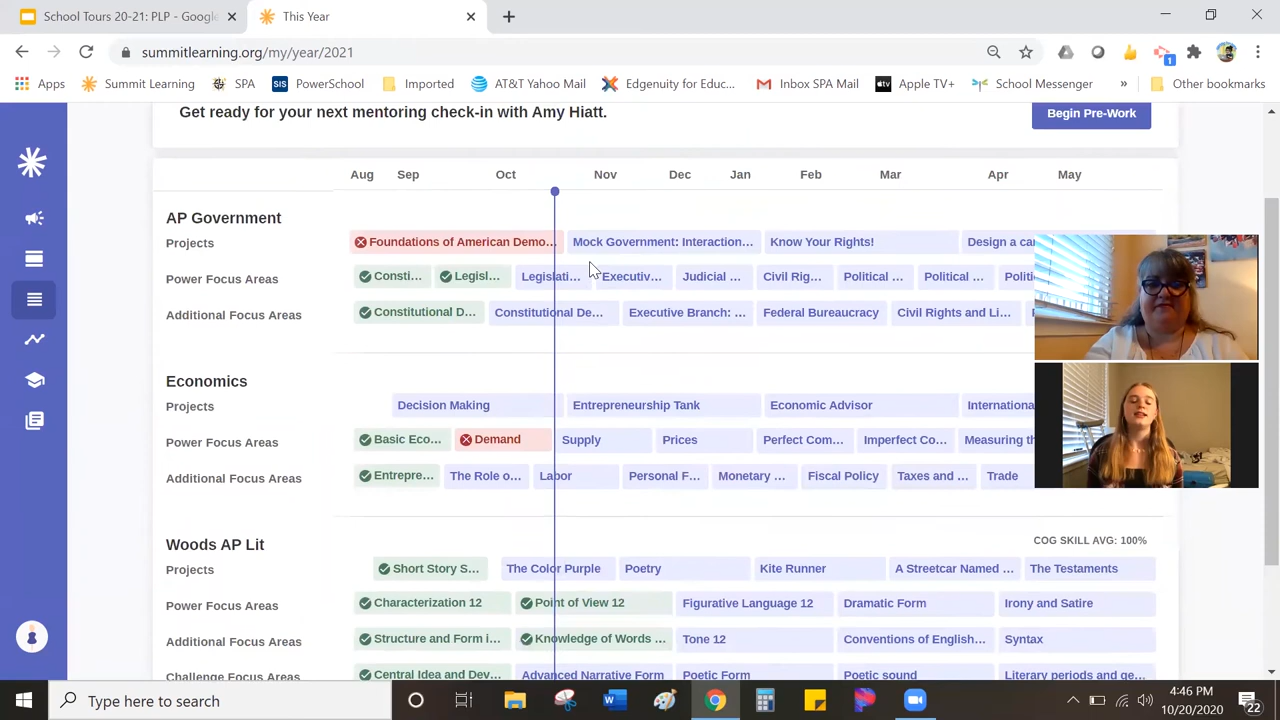 School Tours 20-21: PLP - Goog
This Year
summitlearning.org/my/year/2021
1
Apps
Summit Learning
SPA
SIS
PowerSchool
Imported
AT&T Yahoo Mail
Edgenuity for Educ...
Inbox SPA Mail
tv
Apple TV+
School Messenger
»
Other bookmarks
Get ready for your next mentoring check-in with Amy Hiatt.
Begin Pre-Work
Aug Sep Oct Nov Dec Jan Feb Mar Apr May
AP Government
Projects
Foundations of American Demo... Mock Government: Interaction... Know Your Rights! Design a ca
Power Focus Areas
Consti... Legisl... Legislati... Executiv... Judicial ... Civil Rig... Political ... Political ... Politi
Additional Focus Areas
Constitutional D... Constitutional De... Executive Branch: ... Federal Bureaucracy Civil Rights and Li...
Economics
Projects
Decision Making Entrepreneurship Tank Economic Advisor Internationa
Power Focus Areas
Basic Eco... Demand Supply Prices Perfect Com... Imperfect Co... Measuring th
Additional Focus Areas
Entrepre... The Role o... Labor Personal F... Monetary ... Fiscal Policy Taxes and ... Trade
Woods AP Lit
COG SKILL AVG: 100%
Projects
Short Story S... The Color Purple Poetry Kite Runner A Streetcar Named ... The Testaments
Power Focus Areas
Characterization 12 Point of View 12 Figurative Language 12 Dramatic Form Irony and Satire
Additional Focus Areas
Structure and Form i... Knowledge of Words ... Tone 12 Conventions of English... Syntax
Challenge Focus Areas
Central Idea and Dev... Advanced Narrative Form Poetic Form Poetic sound Literary periods and ge...
Type here to search
4:46 PM
10/20/2020
22